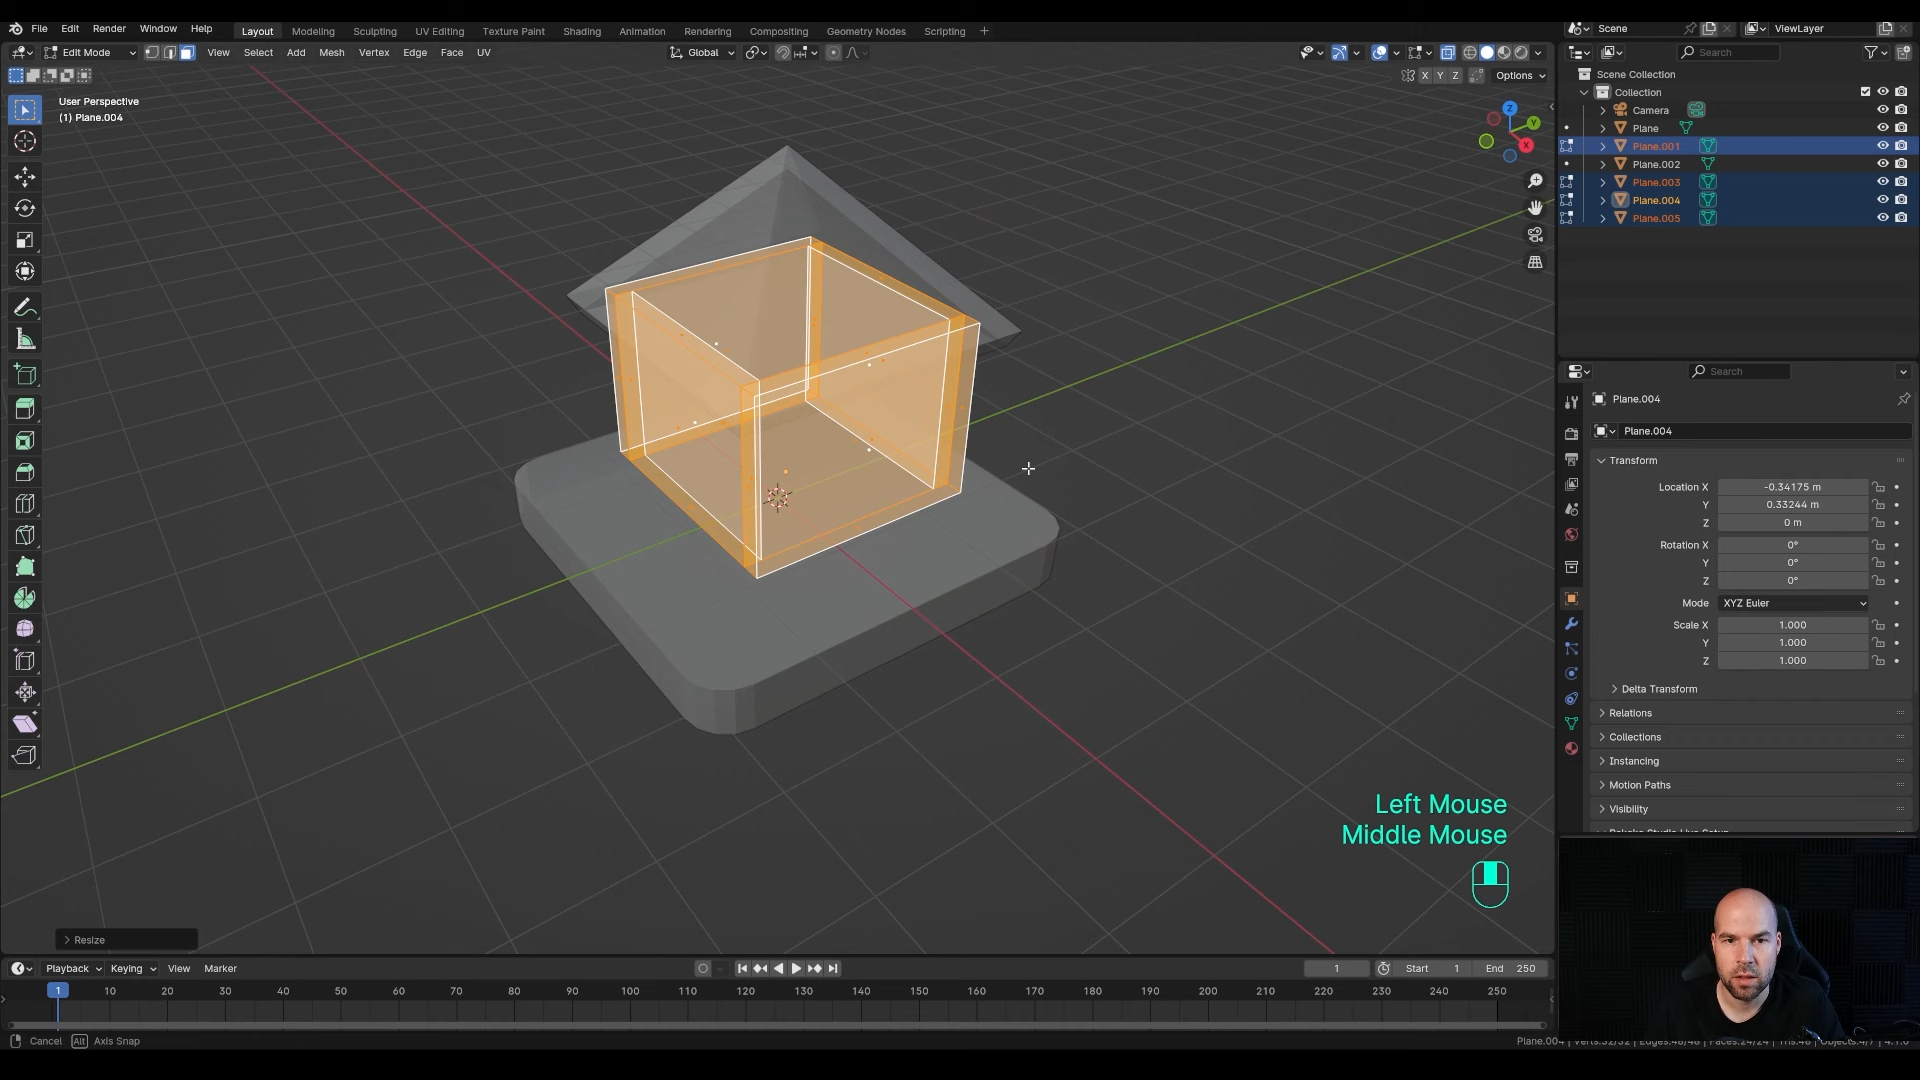 File Edit Render Window Help Layout Modeling Sculpting UV Editing Texture Paint Shading Animation Rendering Compositing Geometry Nodes Scripting + Scene ViewLayer
Edit Mode View Select Add Mesh Vertex Edge Face UV Global Search
X Y Z Options
User Perspective
(1) Plane.004
Z
Y
X
Scene Collection
Collection
Camera
Plane
Plane.001
Plane.002
Plane.003
Plane.004
Plane.005
Search
Plane.004
Plane.004
Transform
Location X -0.34175 m
Y 0.33244 m
Z 0 m
Rotation X 0°
Y 0°
Z 0°
Mode XYZ Euler
Scale X 1.000
Y 1.000
Z 1.000
Delta Transform
Relations
Collections
Instancing
Motion Paths
Visibility
Left Mouse
Middle Mouse
Resize
Playback Keying View Marker 1 Start 1 End 250
1 10 20 30 40 50 60 70 80 90 100 110 120 130 140 150 160 170 180 190 200 210 220 230 240 250
Cancel Alt Axis Snap